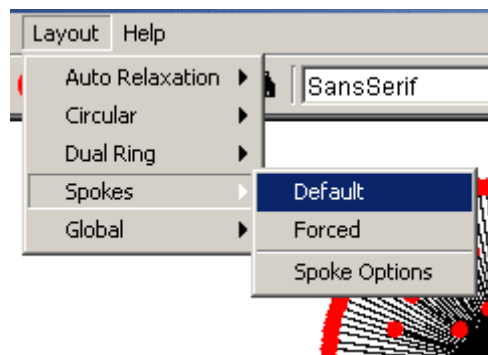 Layout Help
Auto Relaxation
SansSerif
Circular
Dual Ring
Spokes
Default
Global
Forced
Spoke Options